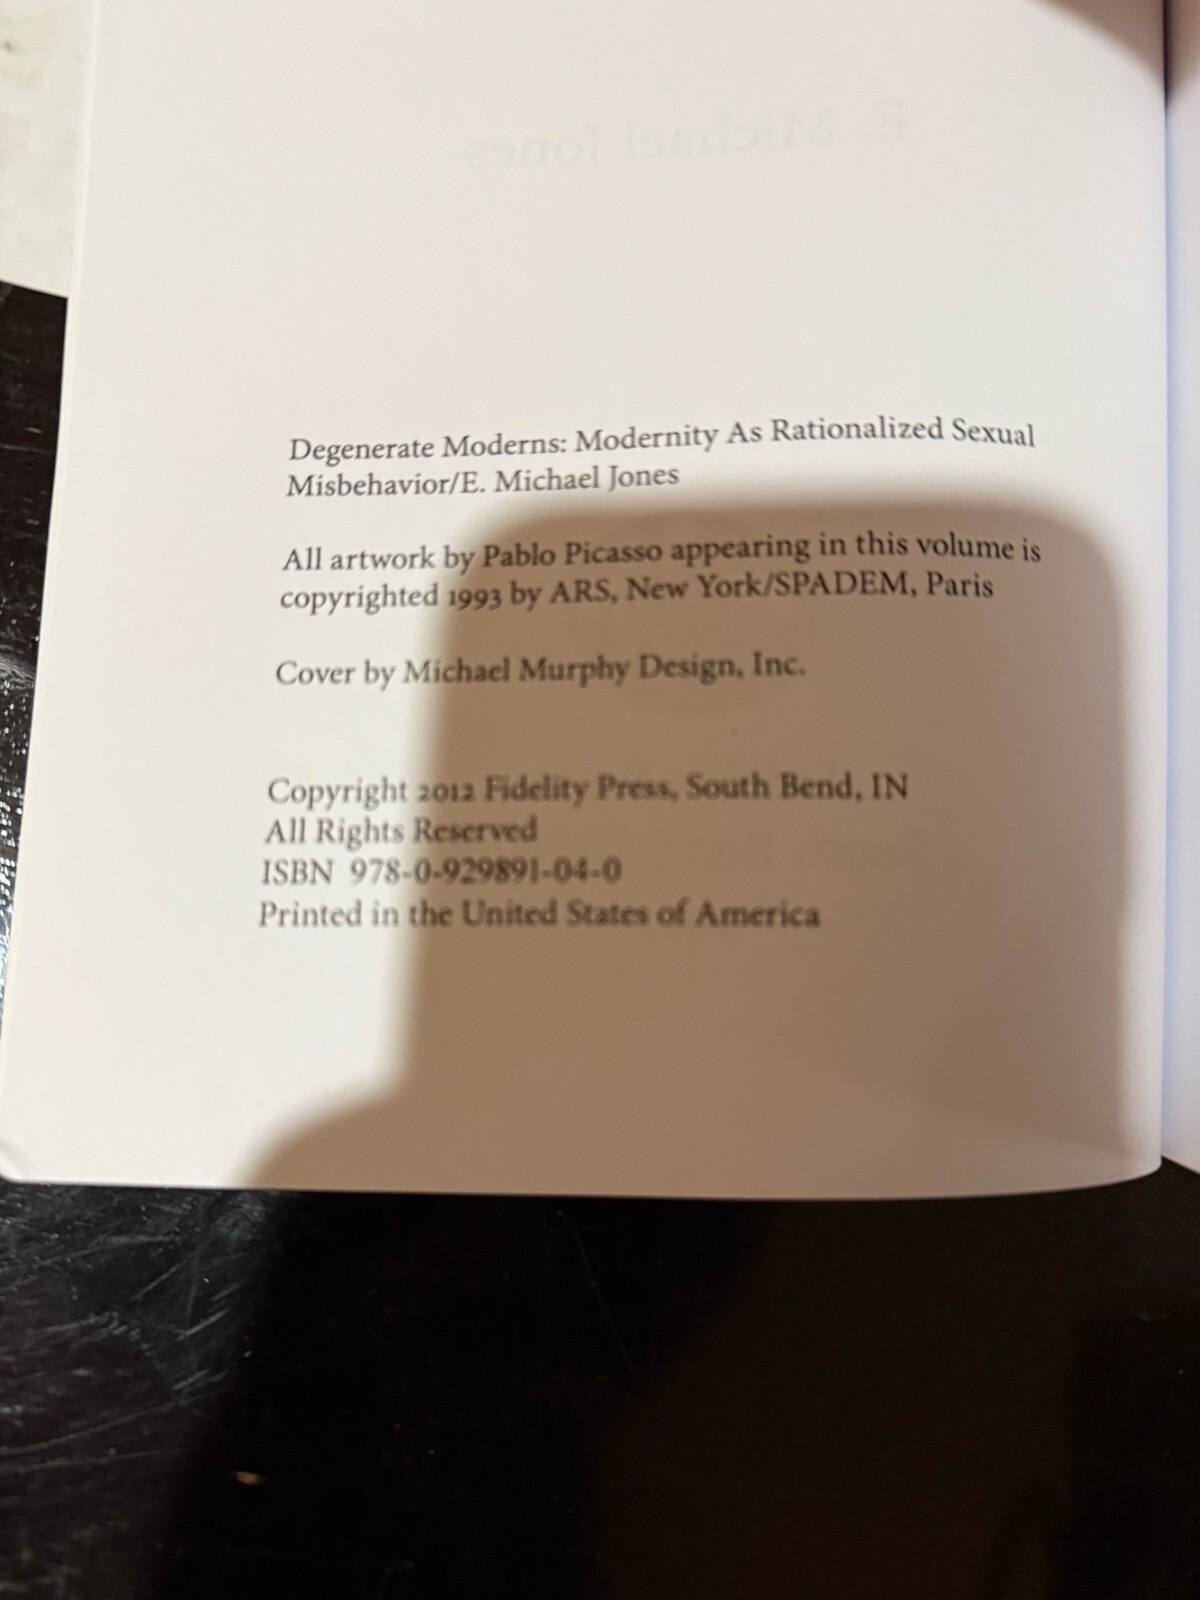 E. Michael Jones
Degenerate Moderns: Modernity As Rationalized Sexual
Misbehavior/E. Michael Jones
All artwork by Pablo Picasso appearing in this volume is
copyrighted 1993 by ARS, New York/SPADEM, Paris
Cover by Michael Murphy Design, Inc.
Copyright 2012 Fidelity Press, South Bend, IN
All Rights Reserved
ISBN 978-0-929891-04-0
Printed in the United States of America